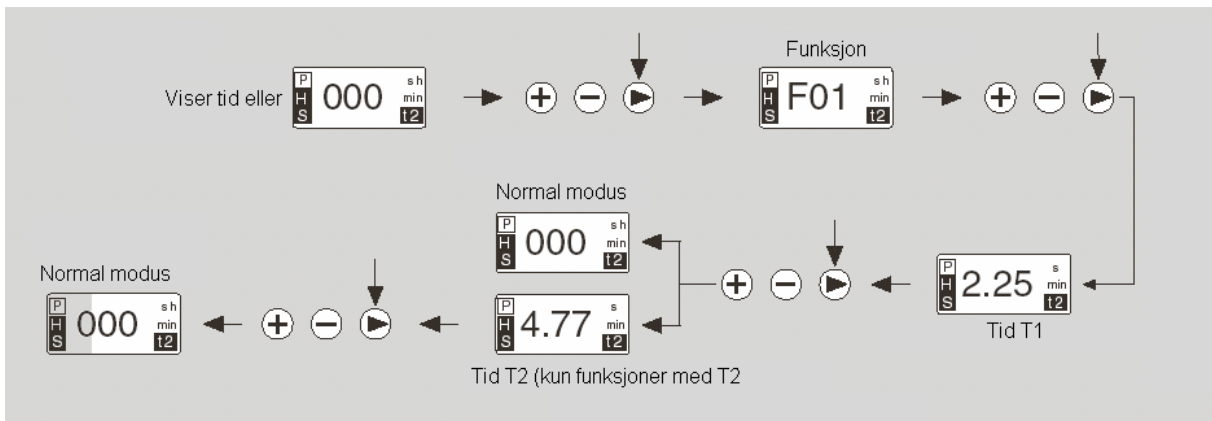 Funksjon
Viser tid eller
P H S 000 s h min t2
P H S F01 s h min t2
Normal modus
P H S 000 s h min t2
P H S 2.25 s min t2
Tid T1
P H S 4.77 s min t2
Tid T2 (kun funksjoner med T2
Normal modus
P H S 000 s h min t2